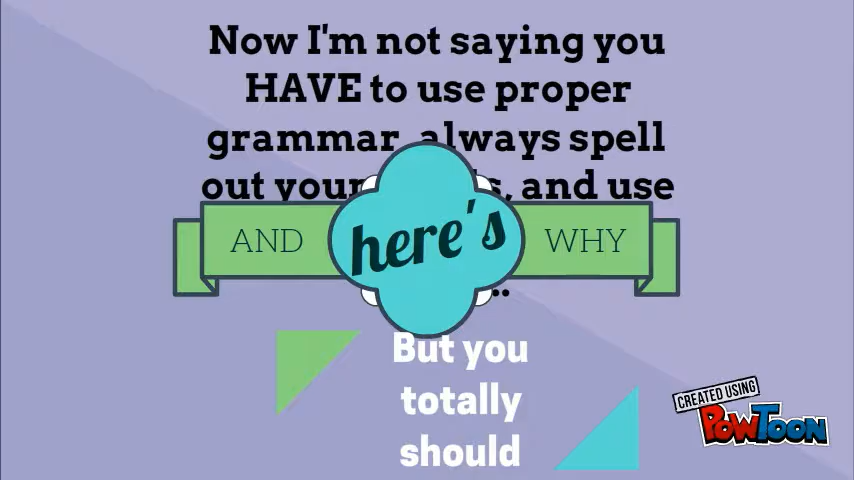 Now I'm not saying you
HAVE to use proper
grammar, always spell
out your, and use
AND here's WHY
..
But you
totally
should
CREATED USING
POWTOON